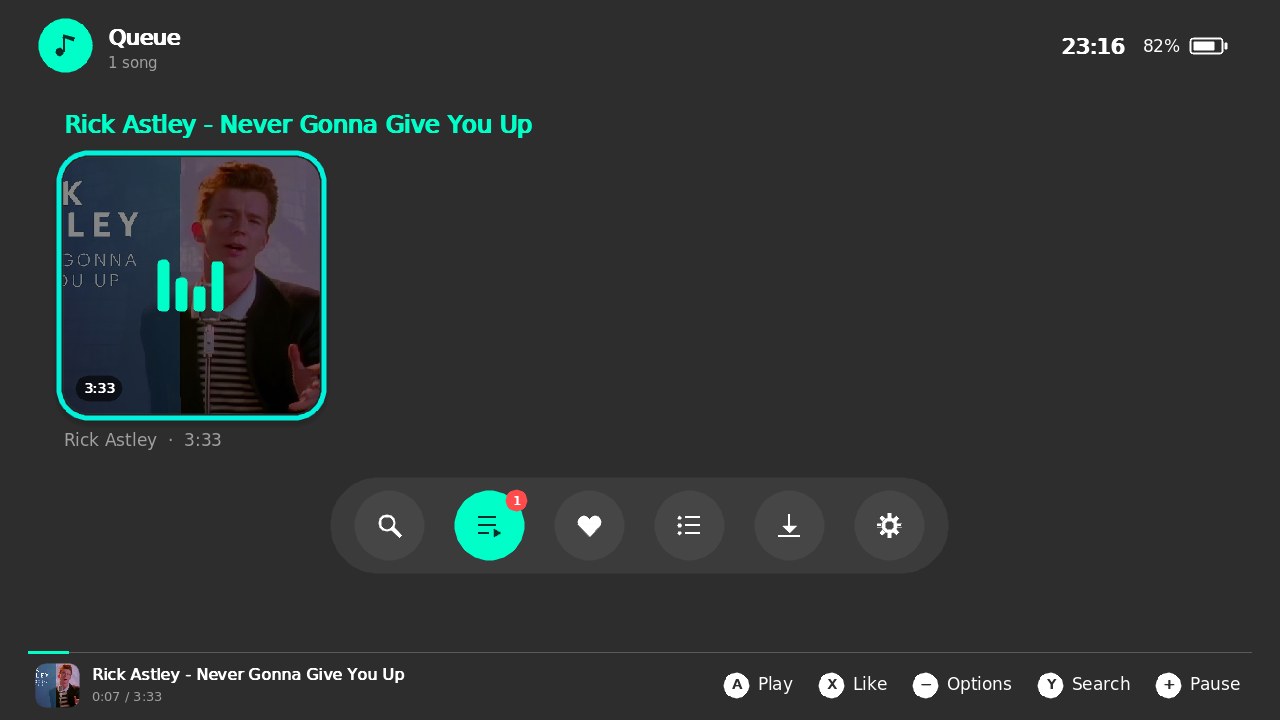 Queue
1 song
23:16 82%
Rick Astley - Never Gonna Give You Up
K
LEY
GONNA
OU UP
3:33
Rick Astley · 3:33
1
Rick Astley - Never Gonna Give You Up
0:07 / 3:33
A Play X Like − Options Y Search + Pause